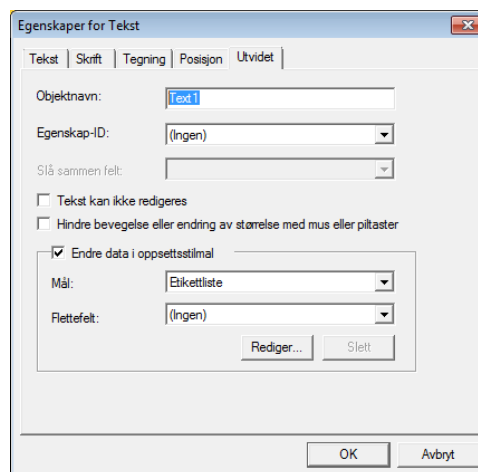 Egenskaper for Tekst
Tekst Skrift Tegning Posisjon Utvidet
Objektnavn: Text1
Egenskap-ID: (Ingen)
Slå sammen felt:
Tekst kan ikke redigeres
Hindre bevegelse eller endring av størrelse med mus eller piltaster
Endre data i oppsettsstilmal
Mål: Etikettliste
Flettefelt: (Ingen)
Rediger... Slett
OK Avbryt